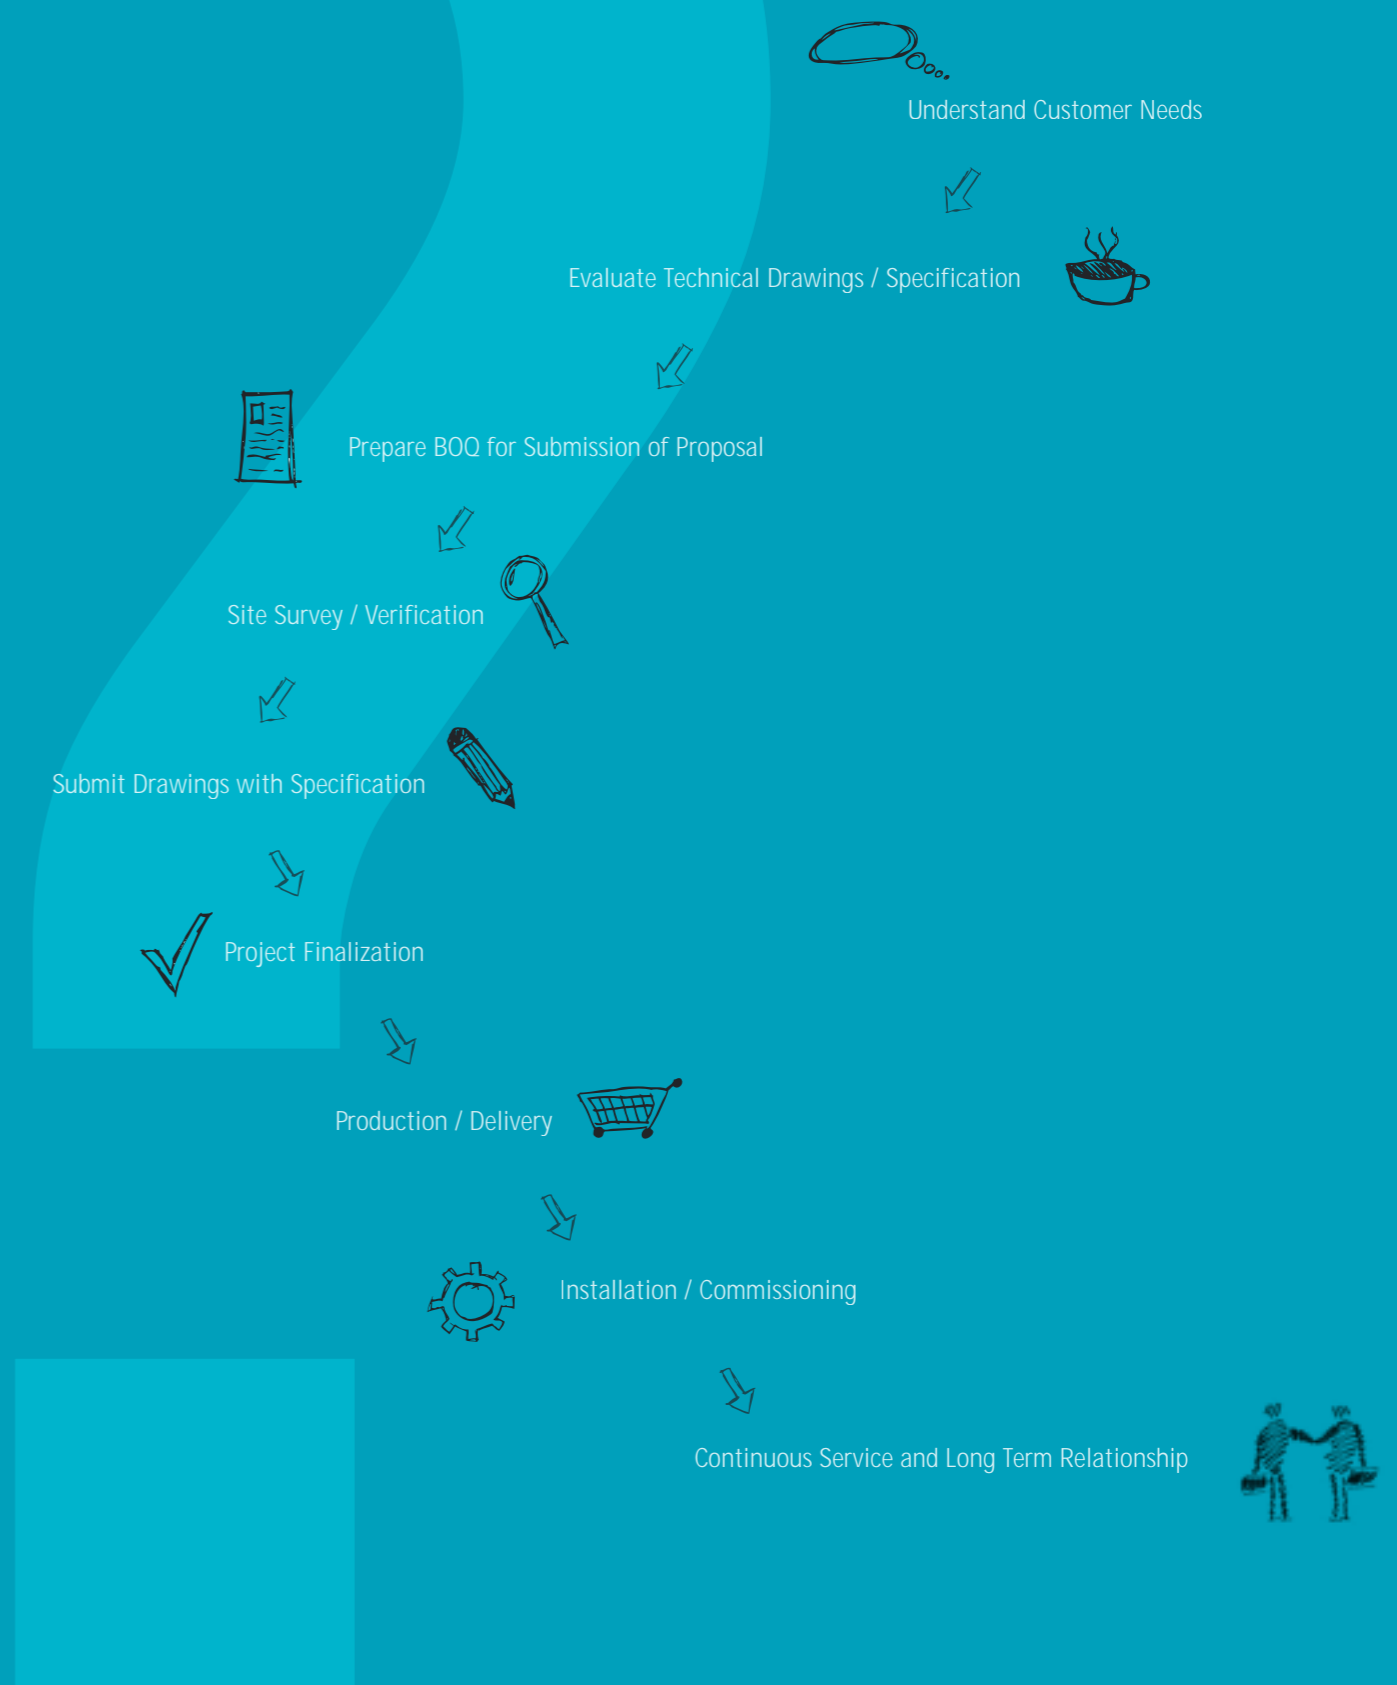 Understand Customer Needs
Evaluate Technical Drawings / Specification
Prepare BOQ for Submission of Proposal
Site Survey / Verification
Submit Drawings with Specification
Project Finalization
Production / Delivery
Installation / Commissioning
Continuous Service and Long Term Relationship